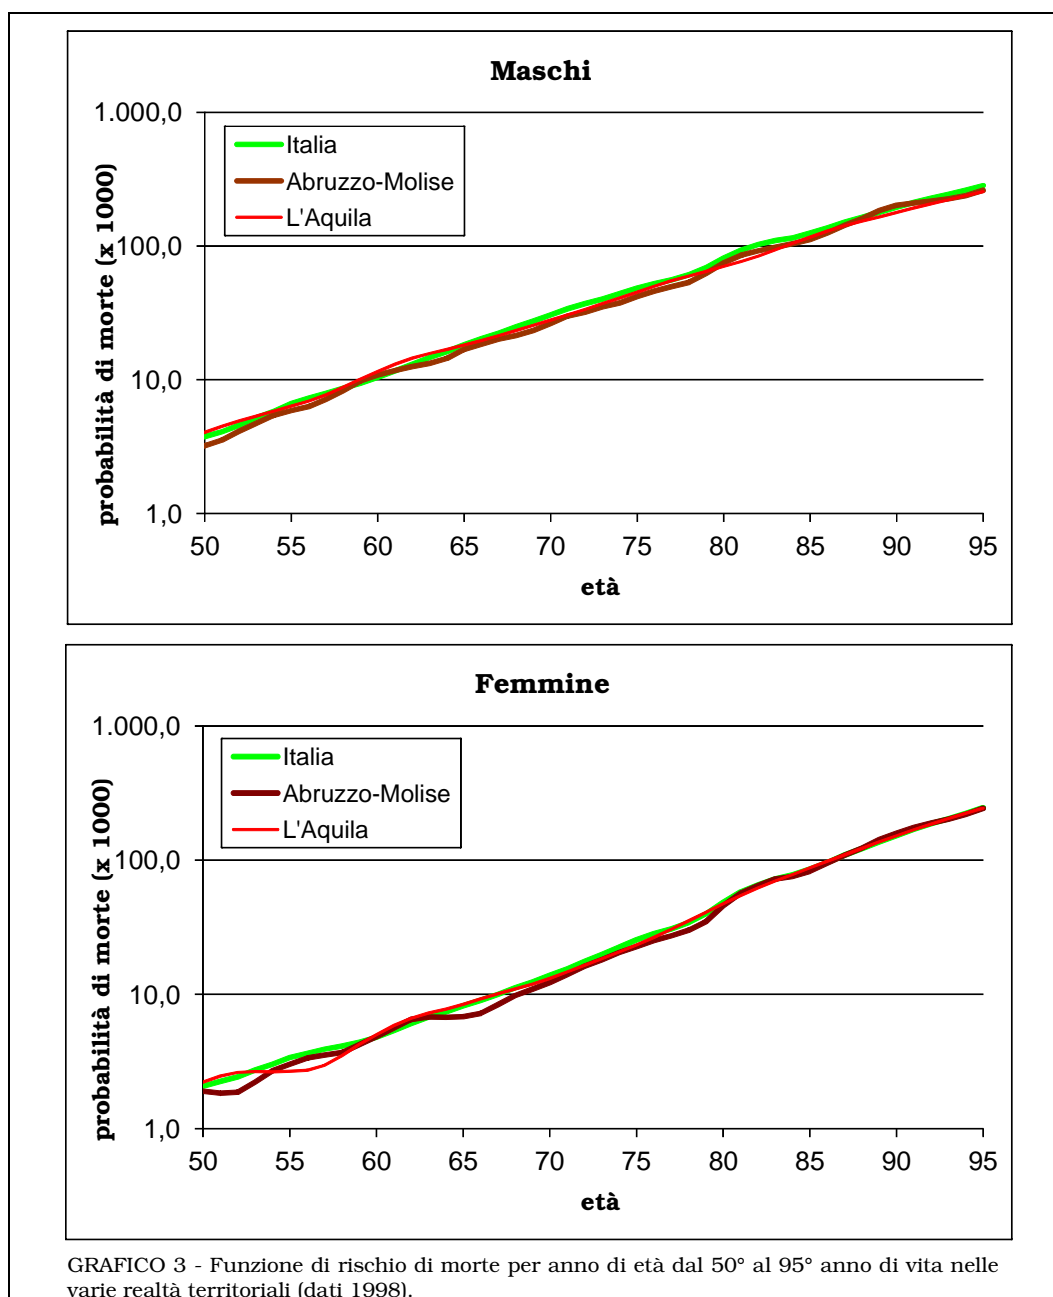 Maschi
1.000,0
100,0
10,0
1,0
probabilità di morte (x 1000)
Italia
Abruzzo-Molise
L'Aquila
50 55 60 65 70 75 80 85 90 95
età
Femmine
1.000,0
100,0
10,0
1,0
probabilità di morte (x 1000)
Italia
Abruzzo-Molise
L'Aquila
50 55 60 65 70 75 80 85 90 95
età
GRAFICO 3 - Funzione di rischio di morte per anno di età dal 50° al 95° anno di vita nelle
varie realtà territoriali (dati 1998).